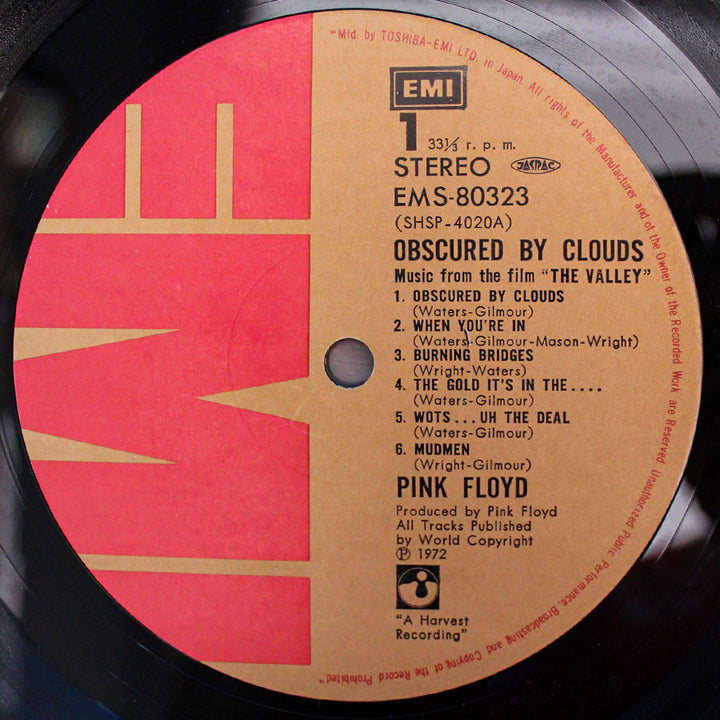 "Mfd. by TOSHIBA-EMI LTD. in Japan. All rights of the Manufacturer and of the Owner of the Recorded Work are Reserved Unauthorized Public Performance, Broadcasting and Copying of the Record Prohibited."
EMI
EMI
1 33⅓ r. p. m.
STEREO JASRAC
EMS-80323
(SHSP-4020A)
OBSCURED BY CLOUDS
Music from the film "THE VALLEY"
1. OBSCURED BY CLOUDS
(Waters-Gilmour)
2. WHEN YOU'RE IN
(Waters-Gilmour-Mason-Wright)
3. BURNING BRIDGES
(Wright-Waters)
4. THE GOLD IT'S IN THE....
(Waters-Gilmour)
5. WOTS...UH THE DEAL
(Waters-Gilmour)
6. MUDMEN
(Wright-Gilmour)
PINK FLOYD
Produced by Pink Floyd
All Tracks Published
by World Copyright
℗ 1972
"A Harvest
Recording"